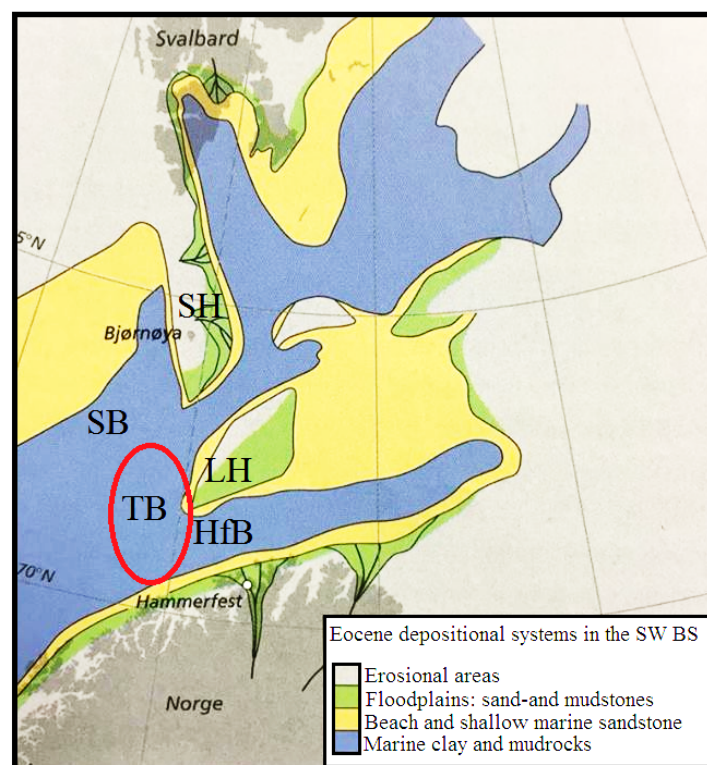 Svalbard
5°N
SH
Bjørnøya
SB
LH
TB
HfB
70°N
Hammerfest
Norge
Eocene depositional systems in the SW BS
Erosional areas
Floodplains: sand-and mudstones
Beach and shallow marine sandstone
Marine clay and mudrocks